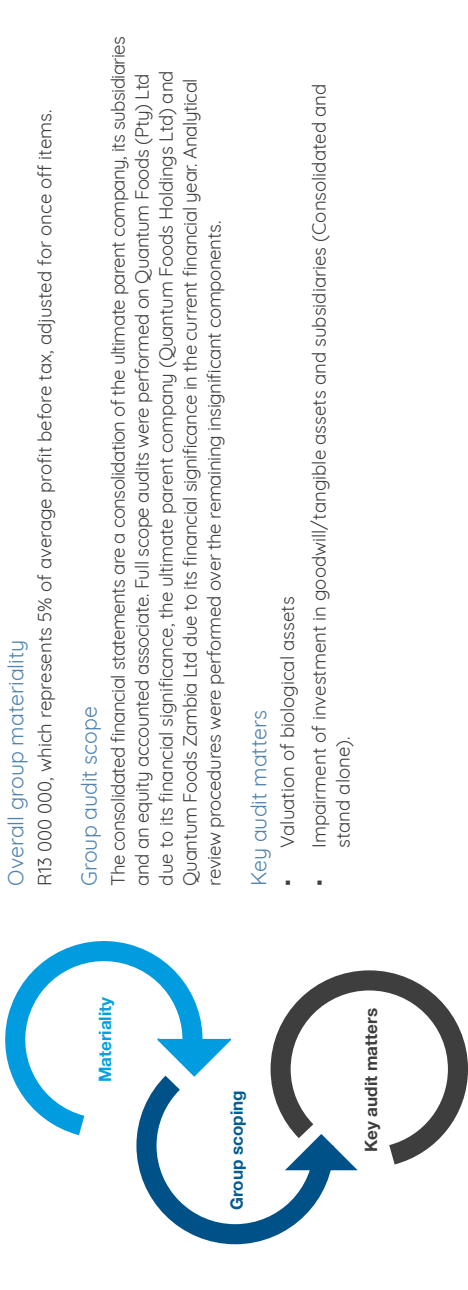 Materiality
Group scoping
Key audit matters
Overall group materiality
R13 000 000, which represents 5% of average profit before tax, adjusted for once off items.
Group audit scope
The consolidated financial statements are a consolidation of the ultimate parent company, its subsidiaries
and an equity accounted associate. Full scope audits were performed on Quantum Foods (Pty) Ltd
due to its financial significance, the ultimate parent company (Quantum Foods Holdings Ltd) and
Quantum Foods Zambia Ltd due to its financial significance in the current financial year. Analytical
review procedures were performed over the remaining insignificant components.
Key audit matters
▪ Valuation of biological assets
▪ Impairment of investment in goodwill/tangible assets and subsidiaries (Consolidated and
stand alone).